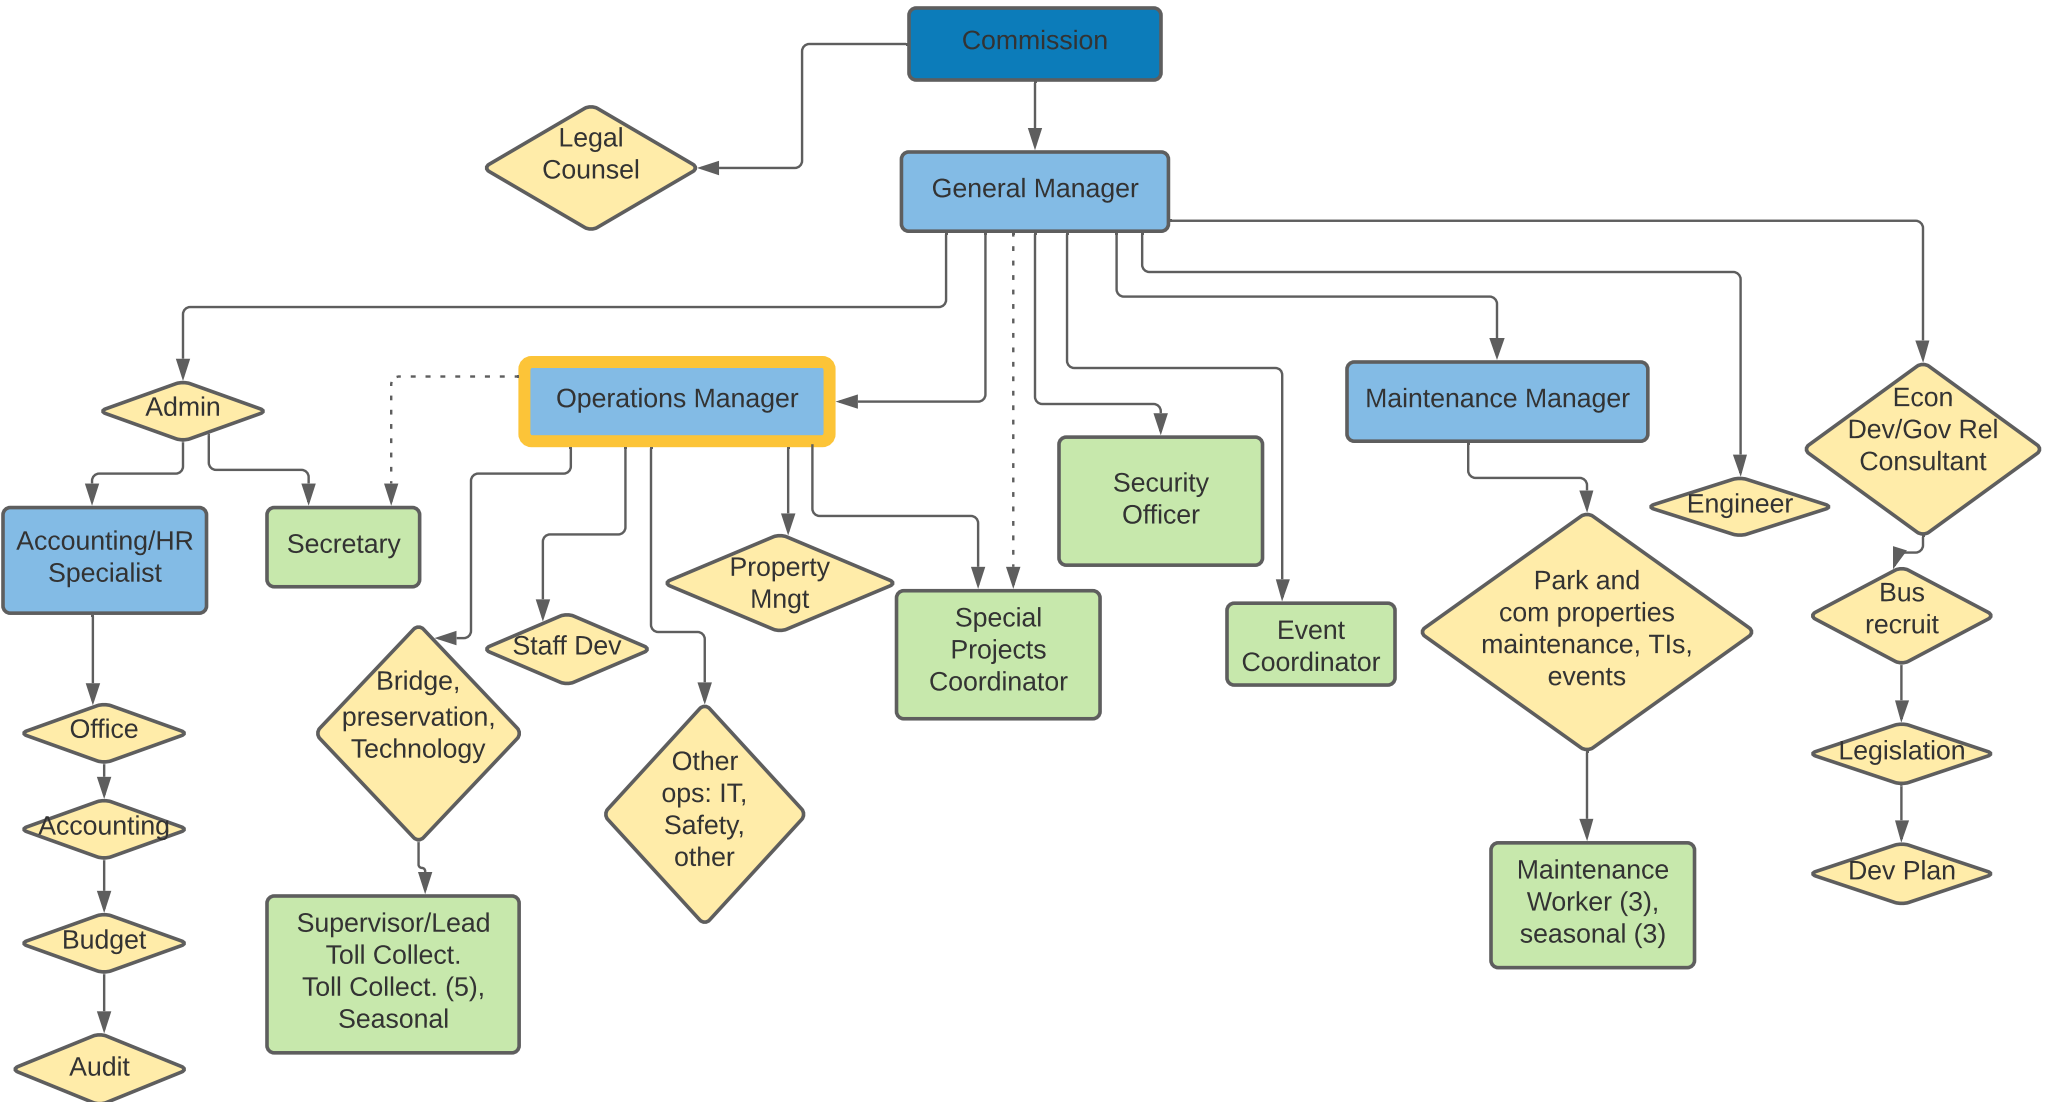 Commission
Legal
Counsel
General Manager
Admin
Operations Manager
Maintenance Manager
Econ
Dev/Gov Rel
Consultant
Security
Officer
Engineer
Accounting/HR
Specialist
Secretary
Property
Mngt
Staff Dev
Special
Projects
Coordinator
Event
Coordinator
Park and
com properties
maintenance, TIs,
events
Bus
recruit
Bridge,
preservation,
Technology
Office
Other
ops: IT,
Safety,
other
Legislation
Accounting
Dev Plan
Maintenance
Worker (3),
seasonal (3)
Budget
Supervisor/Lead
Toll Collect.
Toll Collect. (5),
Seasonal
Audit